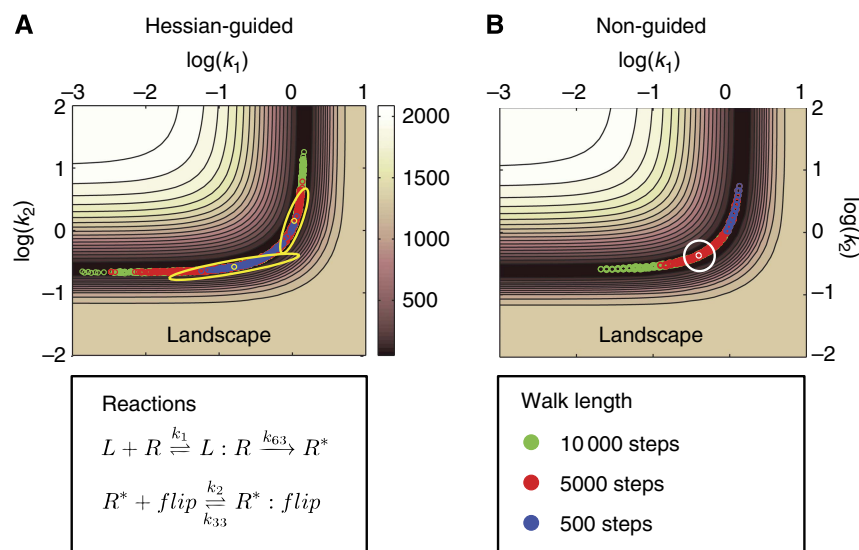 A Hessian-guided
log(k₁)
−3 −2 −1 0 1
2
1
0
−1
−2
log(k₂)
Landscape
2000
1500
1000
500
B Non-guided
log(k₁)
−3 −2 −1 0 1
2
1
0
−1
−2
log(k₂)
Landscape
Reactions
L + R ⇌ L : R → R*
k₁ k₆₃
R* + flip ⇌ R* : flip
k₂
k₃₃
Walk length
10 000 steps
5000 steps
500 steps